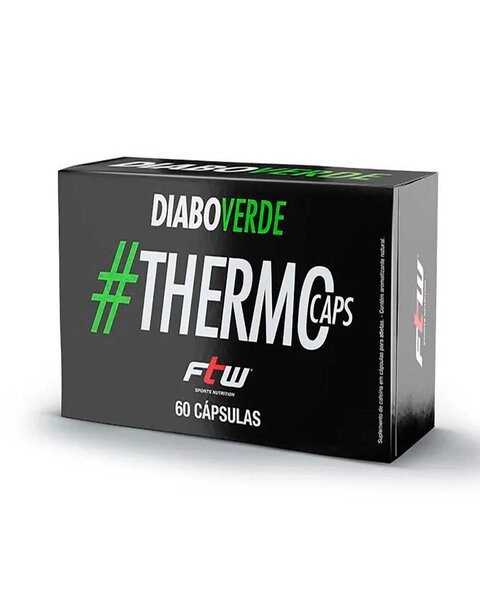 DIABOVERDE
DIABOVERDE
#THERMO
CAPS
FTW
SPORTS NUTRITION
60 CÁPSULAS
FTW
Suplemento de cafeína em cápsulas para atletas. - Contém aromatizante natural.